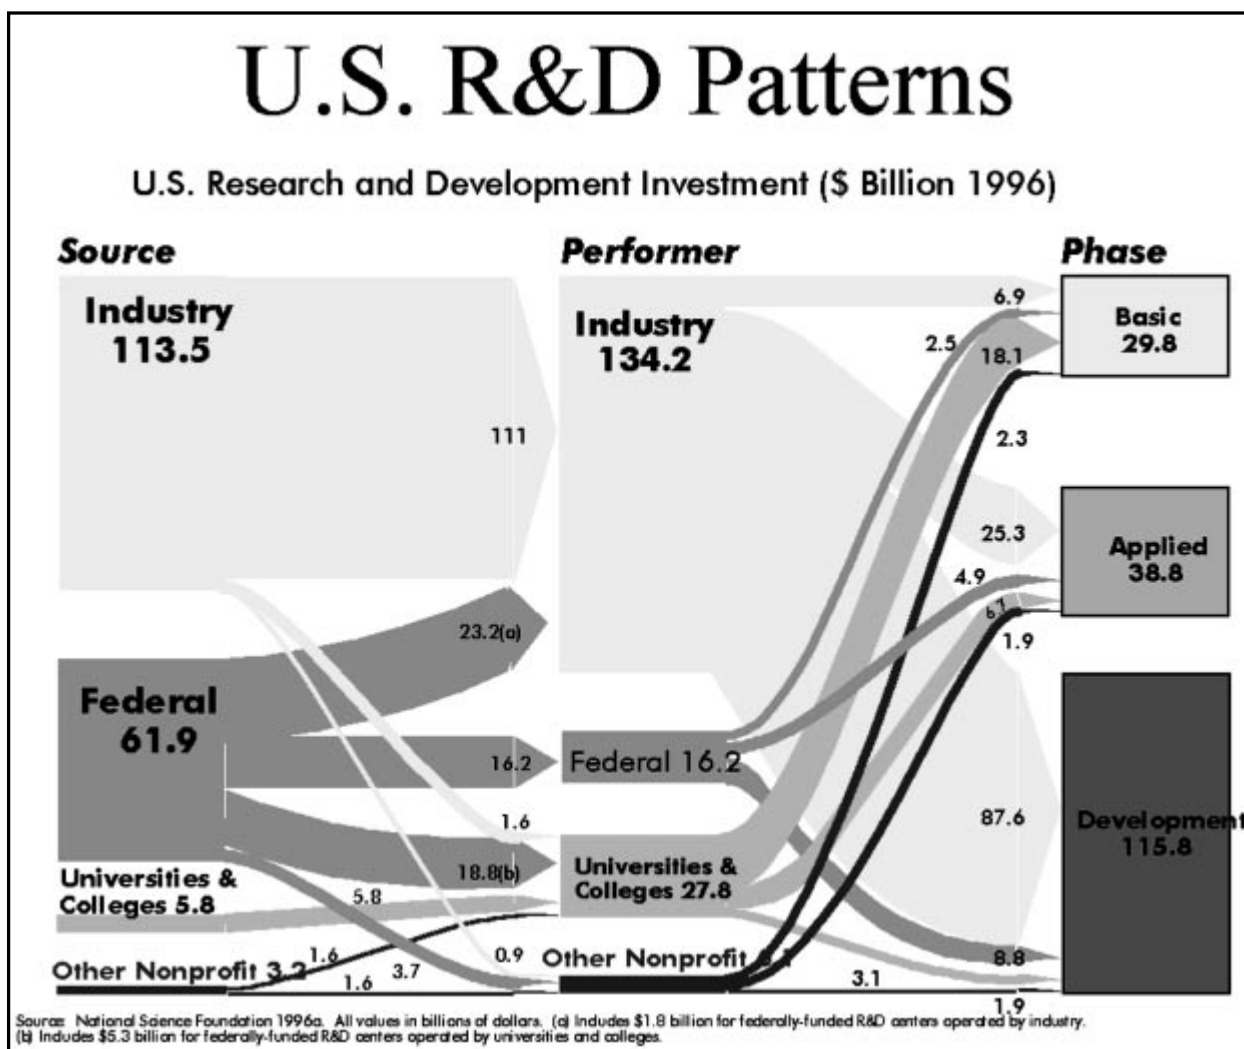 U.S. R&D Patterns
U.S. Research and Development Investment ($ Billion 1996)
Source
Performer
Phase
Industry
113.5
111
23.2(a)
Federal
61.9
16.2
1.6
18.8(b)
Universities &
Colleges 5.8
5.8
Other Nonprofit 3.2
1.6
1.6
3.7
0.9
Industry
134.2
Federal 16.2
Universities &
Colleges 27.8
Other Nonprofit
6.9
2.5
18.1
2.3
25.3
4.9
6.7
1.9
87.6
8.8
3.1
1.9
Basic
29.8
Applied
38.8
Development
115.8
Source: National Science Foundation 1996a. All values in billions of dollars. (a) Includes $1.8 billion for federally-funded R&D centers operated by industry.
(b) Includes $5.3 billion for federally-funded R&D centers operated by universities and colleges.